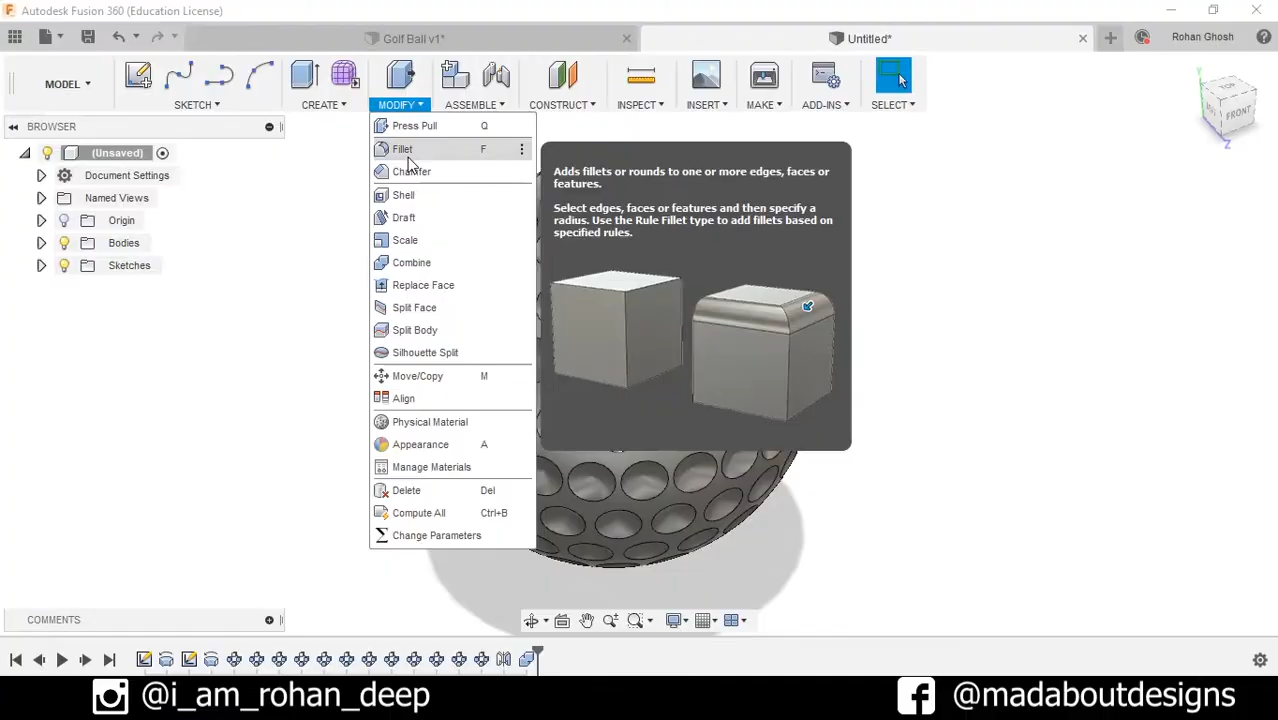 Autodesk Fusion 360 (Education License)
Golf Ball v1*
Untitled*
Rohan Ghosh
MODEL
SKETCH
CREATE
MODIFY
ASSEMBLE
CONSTRUCT
INSPECT
INSERT
MAKE
ADD-INS
SELECT
TOP
FRONT
Y
Z
BROWSER
(Unsaved)
Document Settings
Named Views
Origin
Bodies
Sketches
Press Pull Q
Fillet F
Chamfer
Shell
Draft
Scale
Combine
Replace Face
Split Face
Split Body
Silhouette Split
Move/Copy M
Align
Physical Material
Appearance A
Manage Materials
Delete Del
Compute All Ctrl+B
Change Parameters
Adds fillets or rounds to one or more edges, faces or
features.
Select edges, faces or features and then specify a
radius. Use the Rule Fillet type to add fillets based on
specified rules.
COMMENTS
@i_am_rohan_deep
@madaboutdesigns